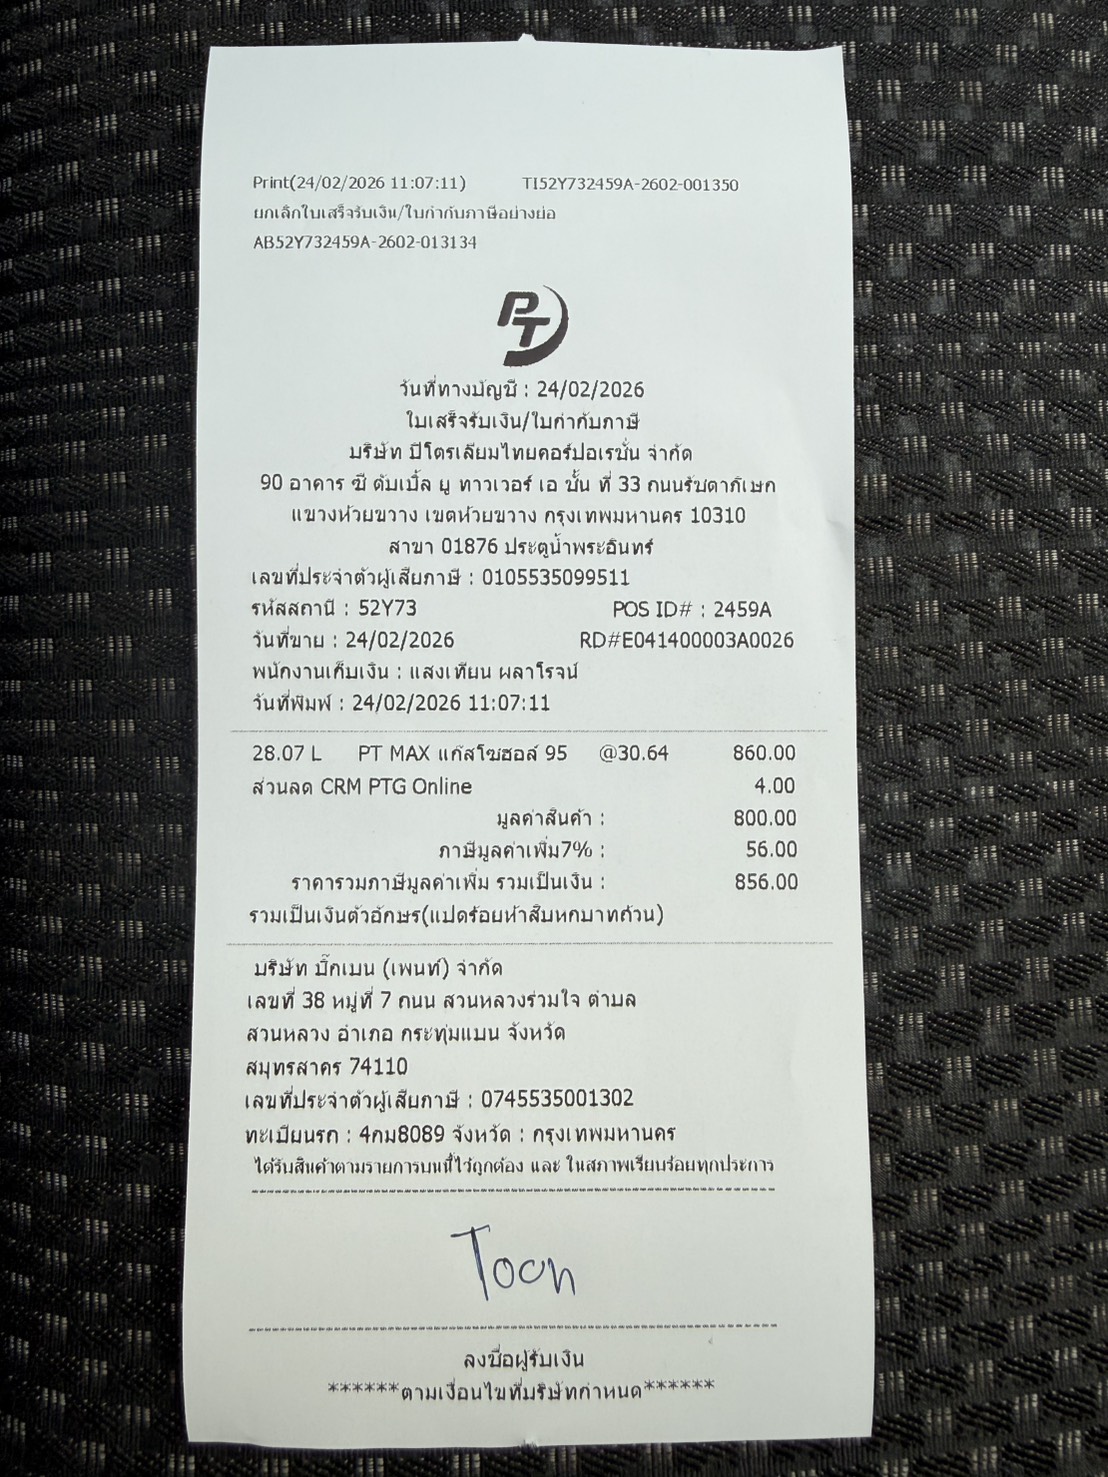 Print(24/02/2026 11:07:11) TI52Y732459A-2602-001350
ยกเลิกใบเสร็จรับเงิน/ใบกำกับภาษีอย่างย่อ
AB52Y732459A-2602-013134
PT
วันที่ทางบัญชี : 24/02/2026
ใบเสร็จรับเงิน/ใบกำกับภาษี
บริษัท ปิโตรเลียมไทยคอร์ปอเรชั่น จำกัด
90 อาคาร ซี ดับเบิ้ล ยู ทาวเวอร์ เอ ชั้น ที่ 33 ถนนรัชดาภิเษก
แขวงห้วยขวาง เขตห้วยขวาง กรุงเทพมหานคร 10310
สาขา 01876 ประตูน้ำพระอินทร์
เลขที่ประจำตัวผู้เสียภาษี : 0105535099511
รหัสสถานี : 52Y73 POS ID# : 2459A
วันที่ขาย : 24/02/2026 RD#E041400003A0026
พนักงานเก็บเงิน : แสงเทียน ผลาโรจน์
วันที่พิมพ์ : 24/02/2026 11:07:11
28.07 L PT MAX แก๊สโซฮอล์ 95 @30.64 860.00
ส่วนลด CRM PTG Online 4.00
มูลค่าสินค้า : 800.00
ภาษีมูลค่าเพิ่ม7% : 56.00
ราคารวมภาษีมูลค่าเพิ่ม รวมเป็นเงิน : 856.00
รวมเป็นเงินตัวอักษร(แปดร้อยห้าสิบหกบาทถ้วน)
บริษัท บิ๊กเบน (เพนท์) จำกัด
เลขที่ 38 หมู่ที่ 7 ถนน สวนหลวงร่วมใจ ตำบล
สวนหลวง อำเภอ กระทุ่มแบน จังหวัด
สมุทรสาคร 74110
เลขที่ประจำตัวผู้เสียภาษี : 0745535001302
ทะเบียนรถ : 4กม8089 จังหวัด : กรุงเทพมหานคร
ได้รับสินค้าตามรายการบนนี้ไว้ถูกต้อง และ ในสภาพเรียบร้อยทุกประการ
Toon
ลงชื่อผู้รับเงิน
******ตามเงื่อนไขที่บริษัทกำหนด******